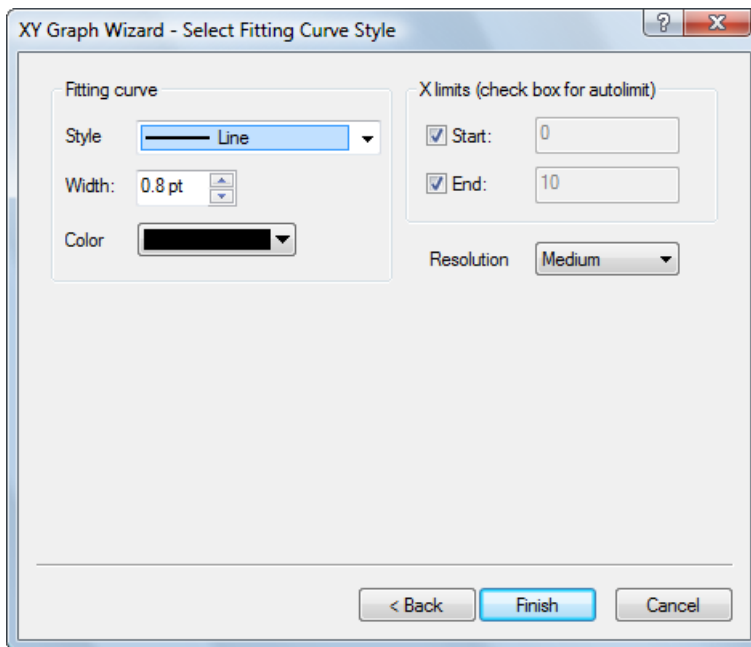 XY Graph Wizard - Select Fitting Curve Style
?
Fitting curve
Style
Line
Width:
0.8 pt
Color
X limits (check box for autolimit)
Start:
0
End:
10
Resolution
Medium
< Back
Finish
Cancel